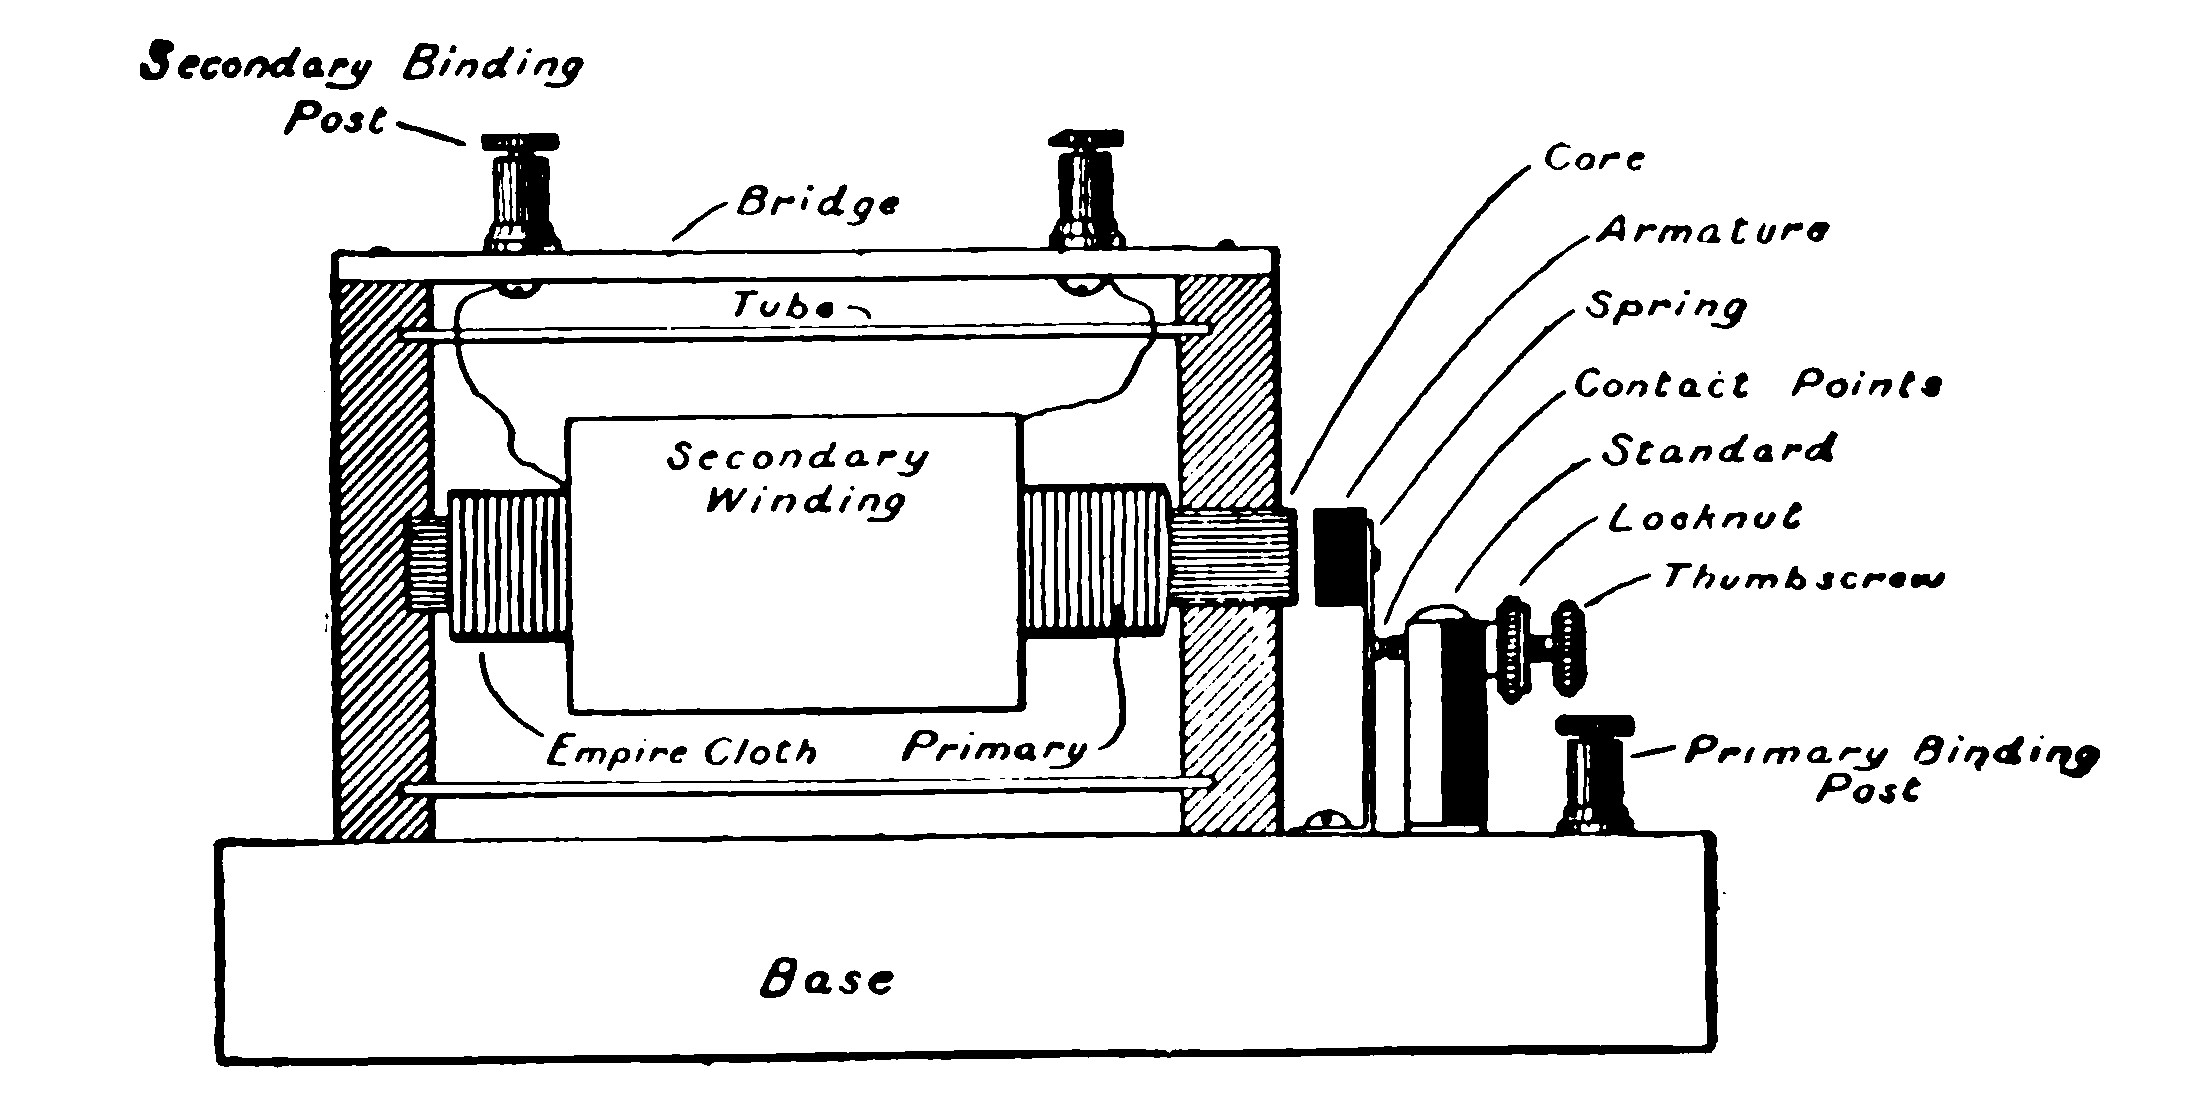 Secondary Binding
Post
Bridge
Core
Armature
Tube
Spring
Contact Points
Secondary
Winding
Standard
Locknut
Thumbscrew
Empire Cloth
Primary
Primary Binding
Post
Base